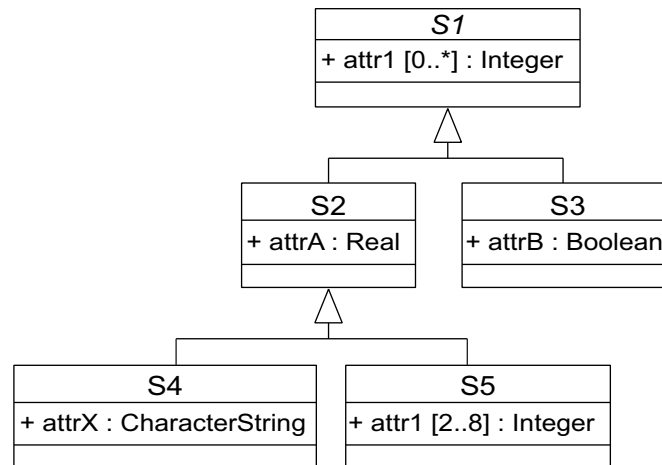 S1
+ attr1 [0..*] : Integer
S2
+ attrA : Real
S3
+ attrB : Boolean
S4
+ attrX : CharacterString
S5
+ attr1 [2..8] : Integer